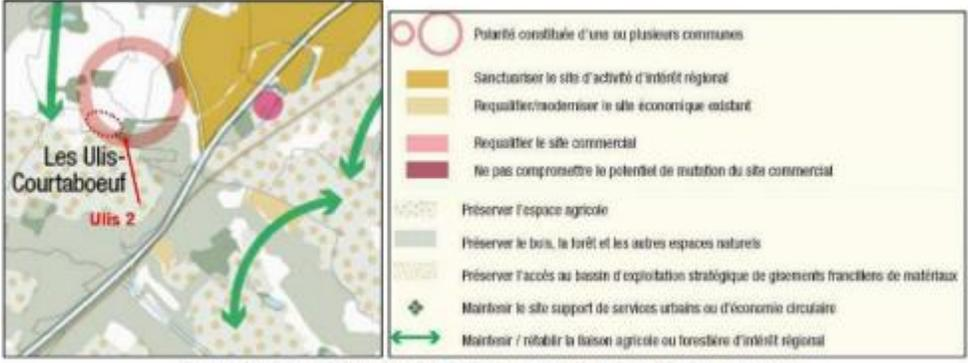 Les Ulis-
Courtaboeuf
Ulis 2
Polarité constituée d'une ou plusieurs communes
Sanctuariser le site d'activité d'intérêt régional
Requalifier/moderniser le site économique existant
Requalifier le site commercial
Ne pas compromettre le potentiel de mutation du site commercial
Préserver l'espace agricole
Préserver le bois, la forêt et les autres espaces naturels
Préserver l'accès au bassin d'exploitation stratégique de gisements franciliens de matériaux
Maintenir le site support de services urbains ou d'économie circulaire
Maintenir / rétablir la liaison agricole ou forestière d'intérêt régional